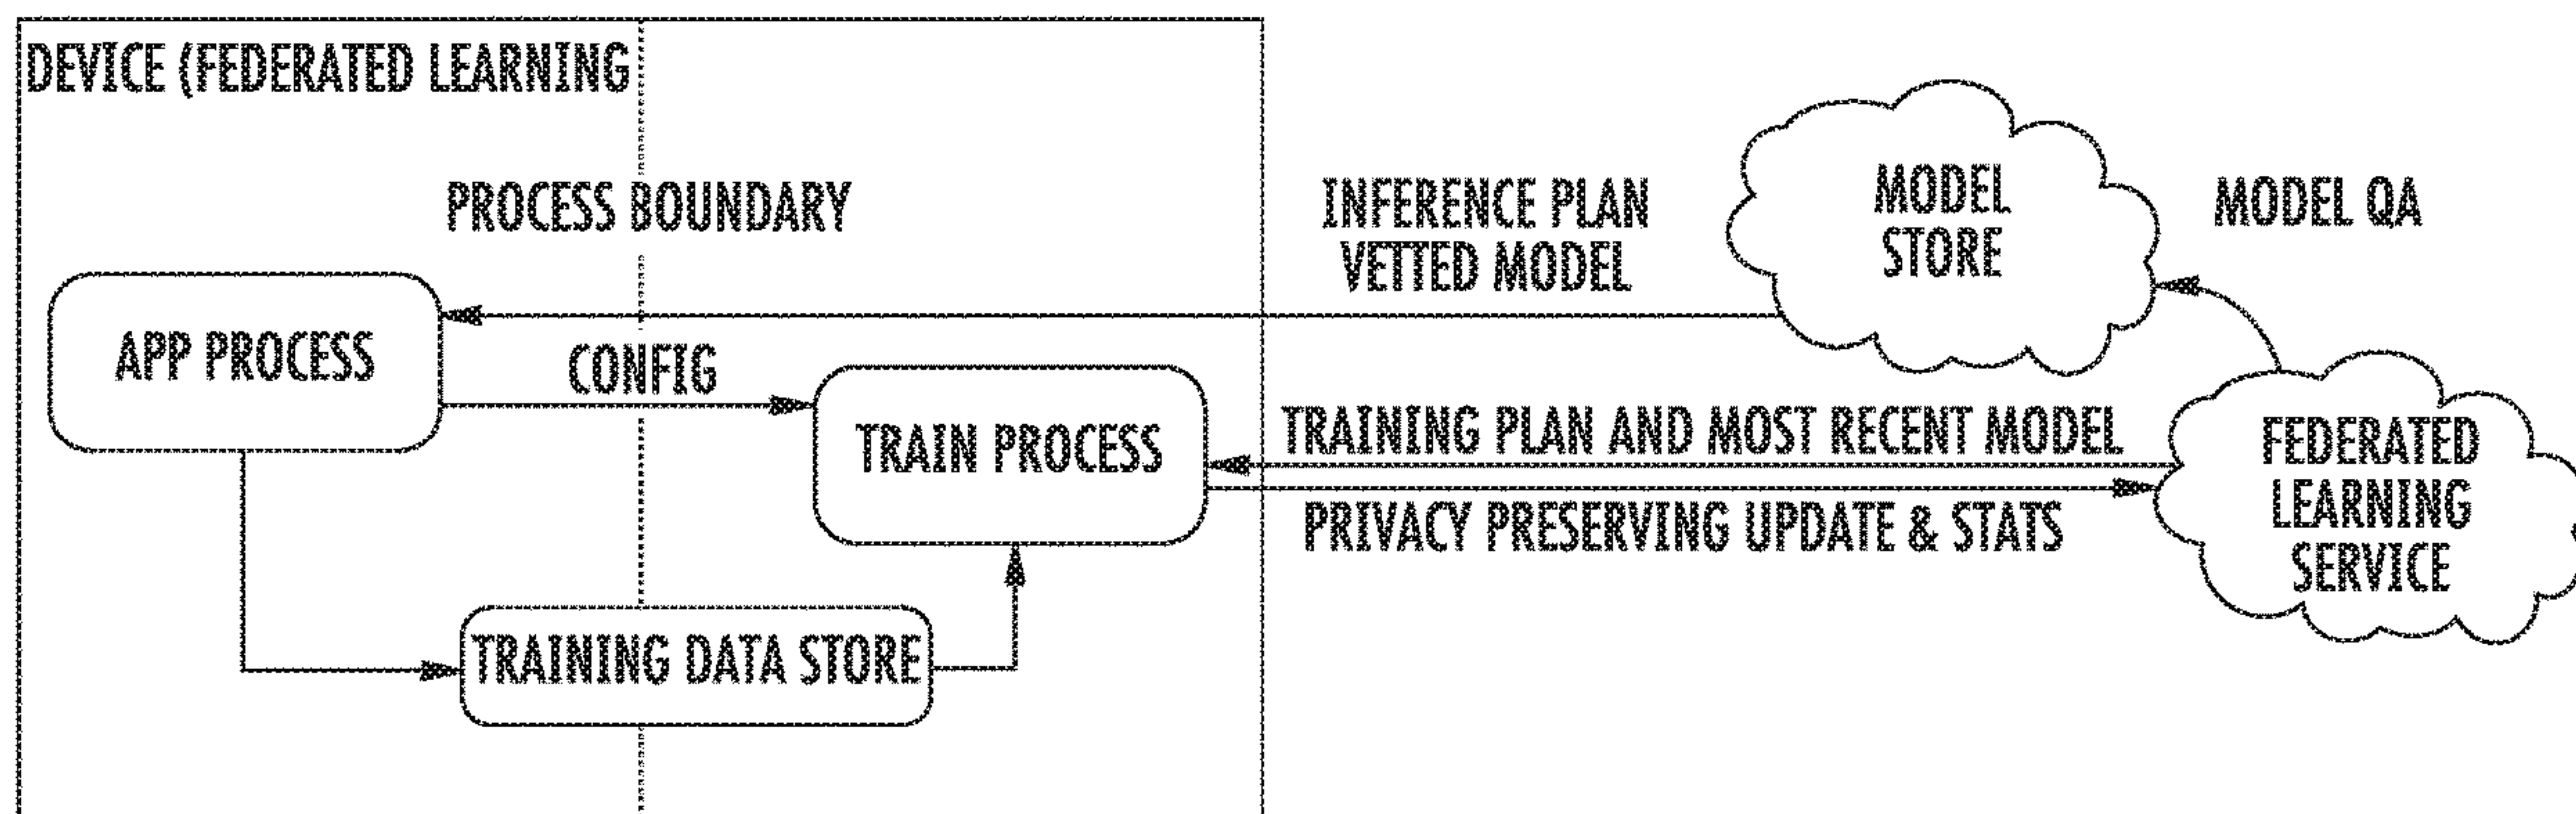 DEVICE (FEDERATED LEARNING
PROCESS BOUNDARY
INFERENCE PLAN
VETTED MODEL
MODEL
STORE
MODEL QA
APP PROCESS
CONFIG
TRAIN PROCESS
TRAINING PLAN AND MOST RECENT MODEL
PRIVACY PRESERVING UPDATE & STATS
FEDERATED
LEARNING
SERVICE
TRAINING DATA STORE